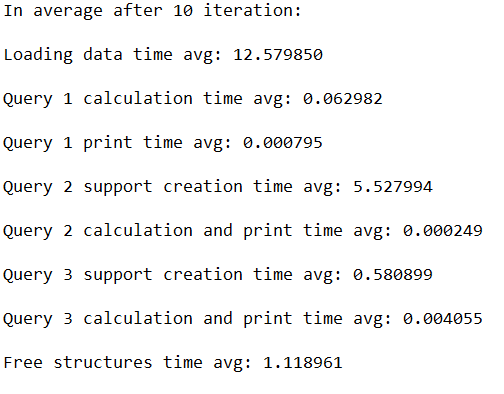 In average after 10 iteration:
Loading data time avg: 12.579850
Query 1 calculation time avg: 0.062982
Query 1 print time avg: 0.000795
Query 2 support creation time avg: 5.527994
Query 2 calculation and print time avg: 0.000249
Query 3 support creation time avg: 0.580899
Query 3 calculation and print time avg: 0.004055
Free structures time avg: 1.118961